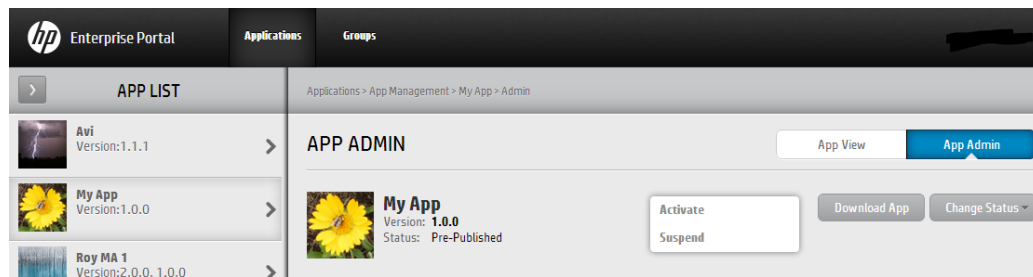 hp Enterprise Portal Applications Groups
> APP LIST
Applications > App Management > My App > Admin
Avi
Version:1.1.1
APP ADMIN
App View
App Admin
My App
Version:1.0.0
My App
Version: 1.0.0
Status: Pre-Published
Activate
Suspend
Download App
Change Status
Roy MA 1
Version:2.0.0, 1.0.0